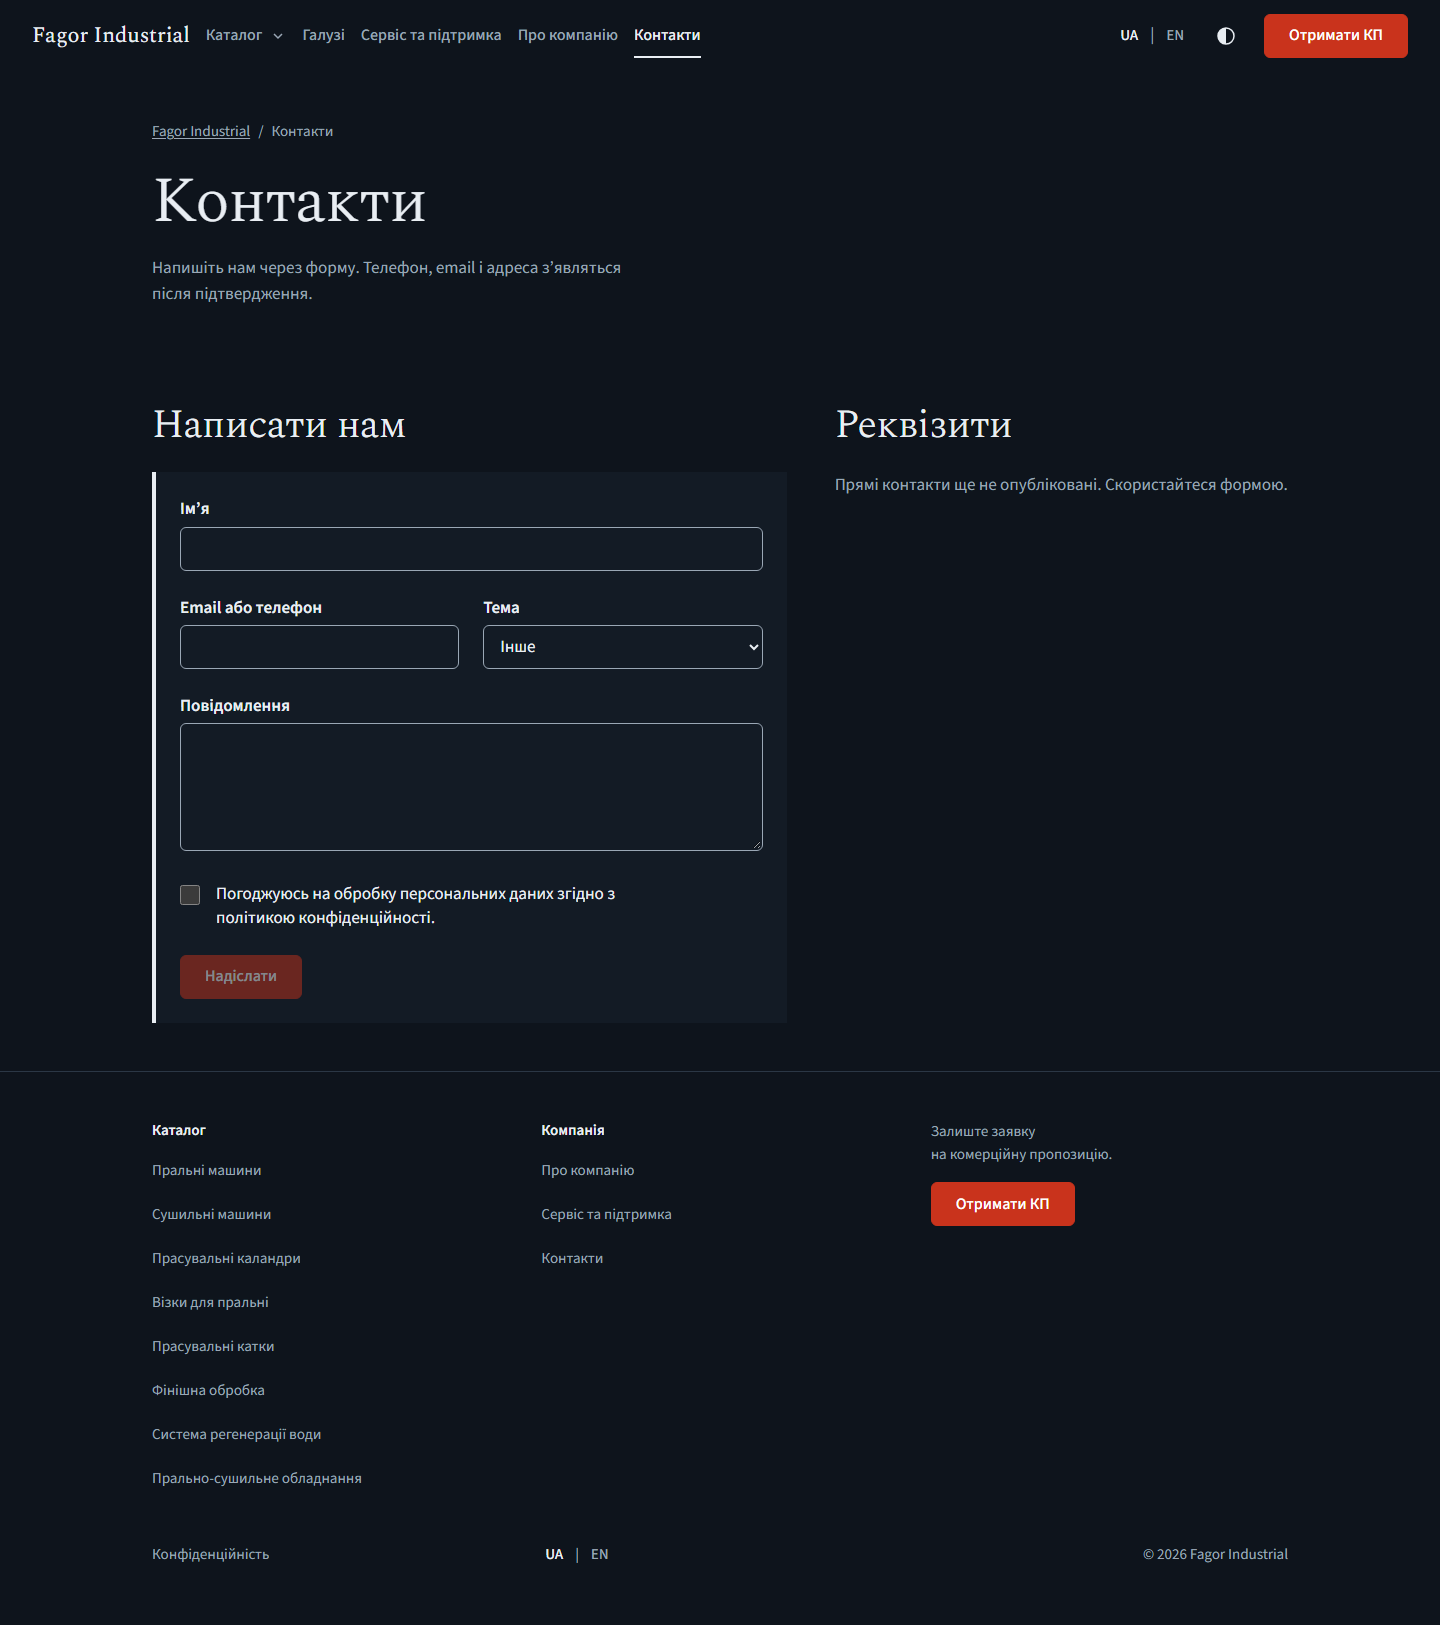 Fagor Industrial Каталог Галузі Сервіс та підтримка Про компанію Контакти UA | EN Отримати КП
Fagor Industrial / Контакти
Контакти
Напишіть нам через форму. Телефон, email і адреса з’являться
після підтвердження.
Написати нам
Ім’я
Email або телефон
Тема
Інше
Повідомлення
Погоджуюсь на обробку персональних даних згідно з
політикою конфіденційності.
Надіслати
Реквізити
Прямі контакти ще не опубліковані. Скористайтеся формою.
Каталог
Пральні машини
Сушильні машини
Прасувальні каландри
Візки для пральні
Прасувальні катки
Фінішна обробка
Система регенерації води
Прально-сушильне обладнання
Компанія
Про компанію
Сервіс та підтримка
Контакти
Залиште заявку
на комерційну пропозицію.
Отримати КП
Конфіденційність UA | EN © 2026 Fagor Industrial